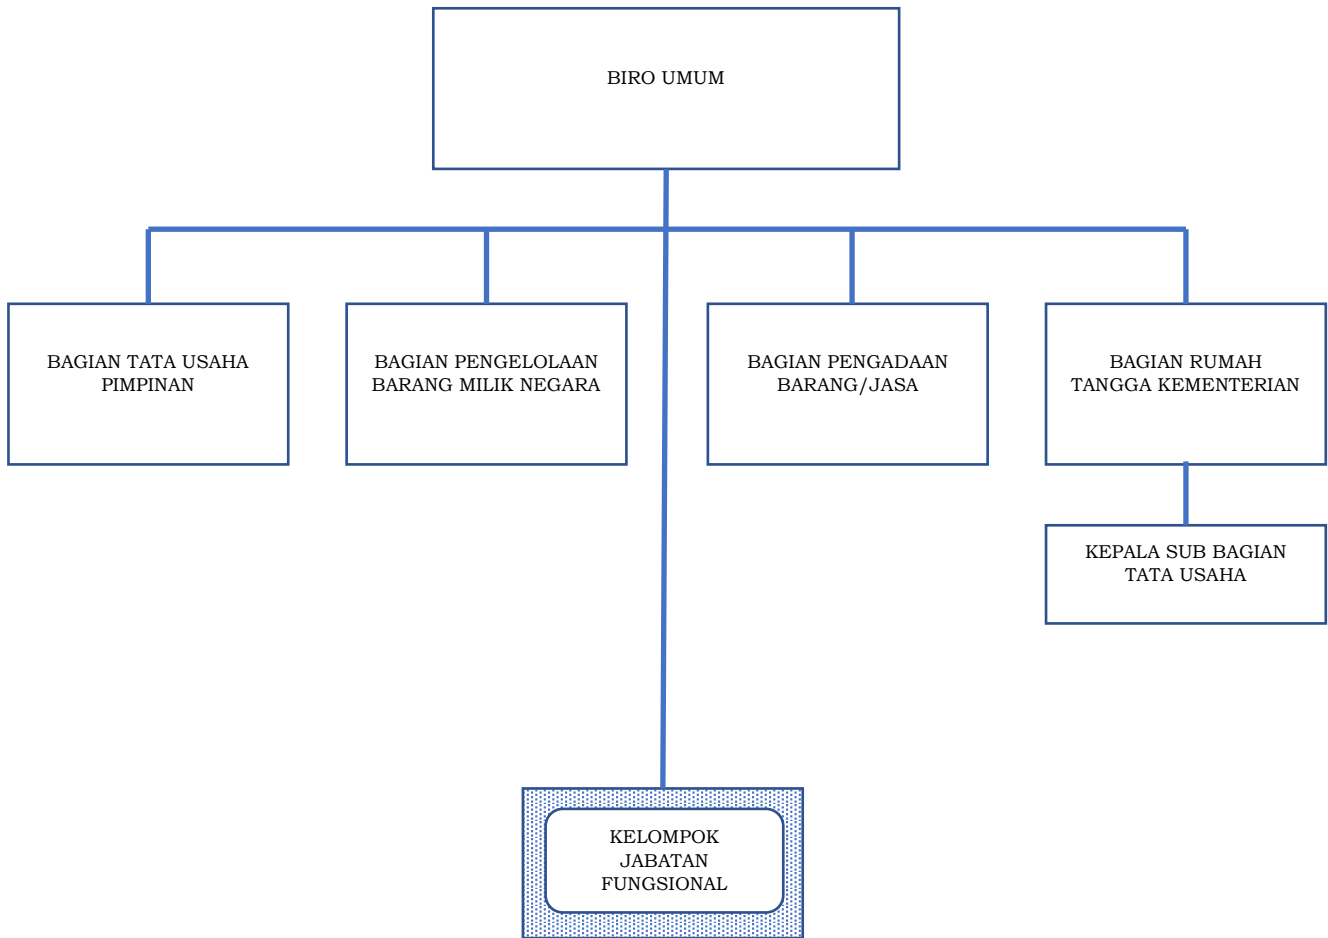 BIRO UMUM
BAGIAN TATA USAHA
PIMPINAN
BAGIAN PENGELOLAAN
BARANG MILIK NEGARA
BAGIAN PENGADAAN
BARANG/JASA
BAGIAN RUMAH
TANGGA KEMENTERIAN
KEPALA SUB BAGIAN
TATA USAHA
KELOMPOK
JABATAN
FUNGSIONAL